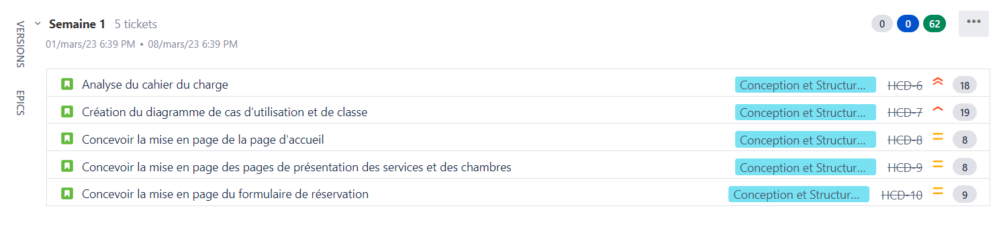 VERSIONS
EPICS
Semaine 1 5 tickets 0 0 62 •••
01/mars/23 6:39 PM • 08/mars/23 6:39 PM
Analyse du cahier du charge Conception et Structur... HCD-6 18
Création du diagramme de cas d'utilisation et de classe Conception et Structur... HCD-7 19
Concevoir la mise en page de la page d'accueil Conception et Structur... HCD-8 8
Concevoir la mise en page des pages de présentation des services et des chambres Conception et Structur... HCD-9 8
Concevoir la mise en page du formulaire de réservation Conception et Structur... HCD-10 9